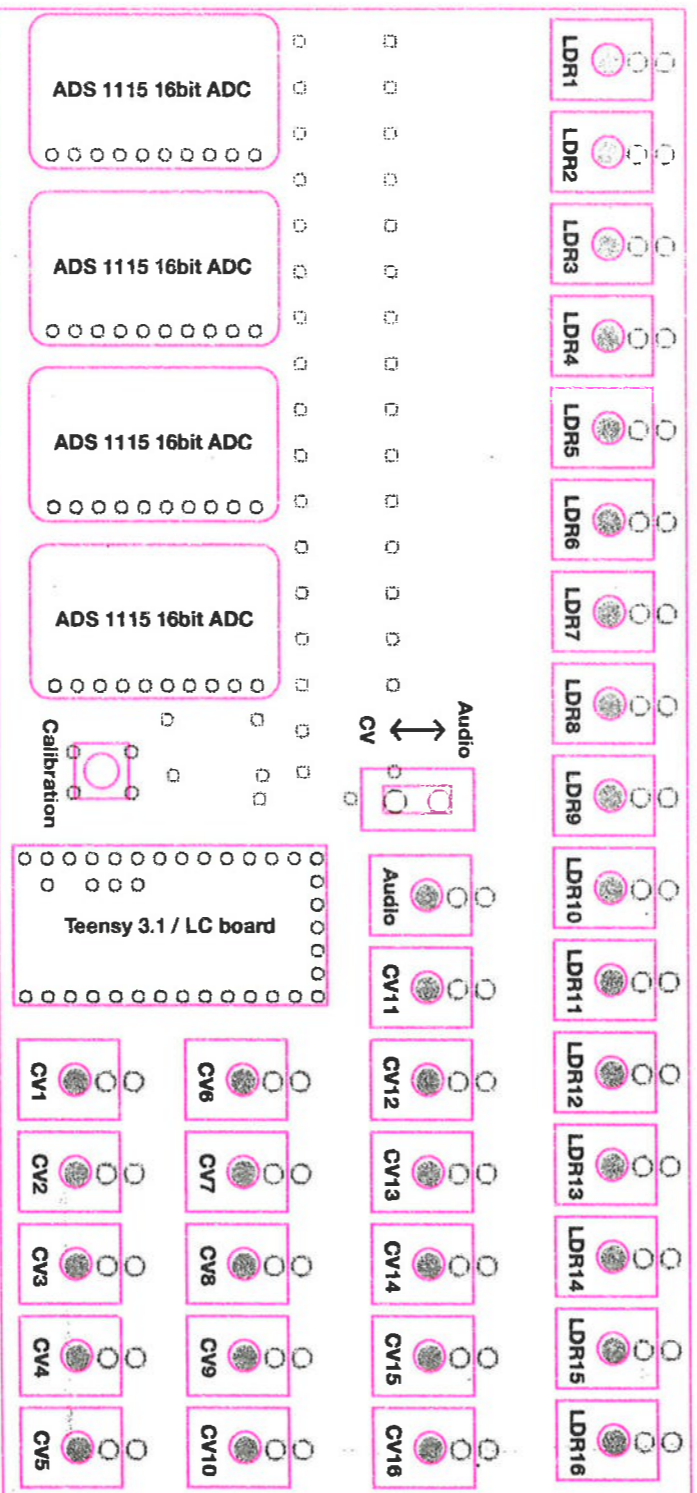 ADS 1115 16bit ADC
ADS 1115 16bit ADC
ADS 1115 16bit ADC
ADS 1115 16bit ADC
LDR1
LDR2
LDR3
LDR4
LDR5
LDR6
LDR7
LDR8
LDR9
LDR10
LDR11
LDR12
LDR13
LDR14
LDR15
LDR16
Calibration
CV
Audio
Teensy 3.1 / LC board
Audio
CV11
CV12
CV13
CV14
CV15
CV16
CV1
CV2
CV3
CV4
CV5
CV6
CV7
CV8
CV9
CV10